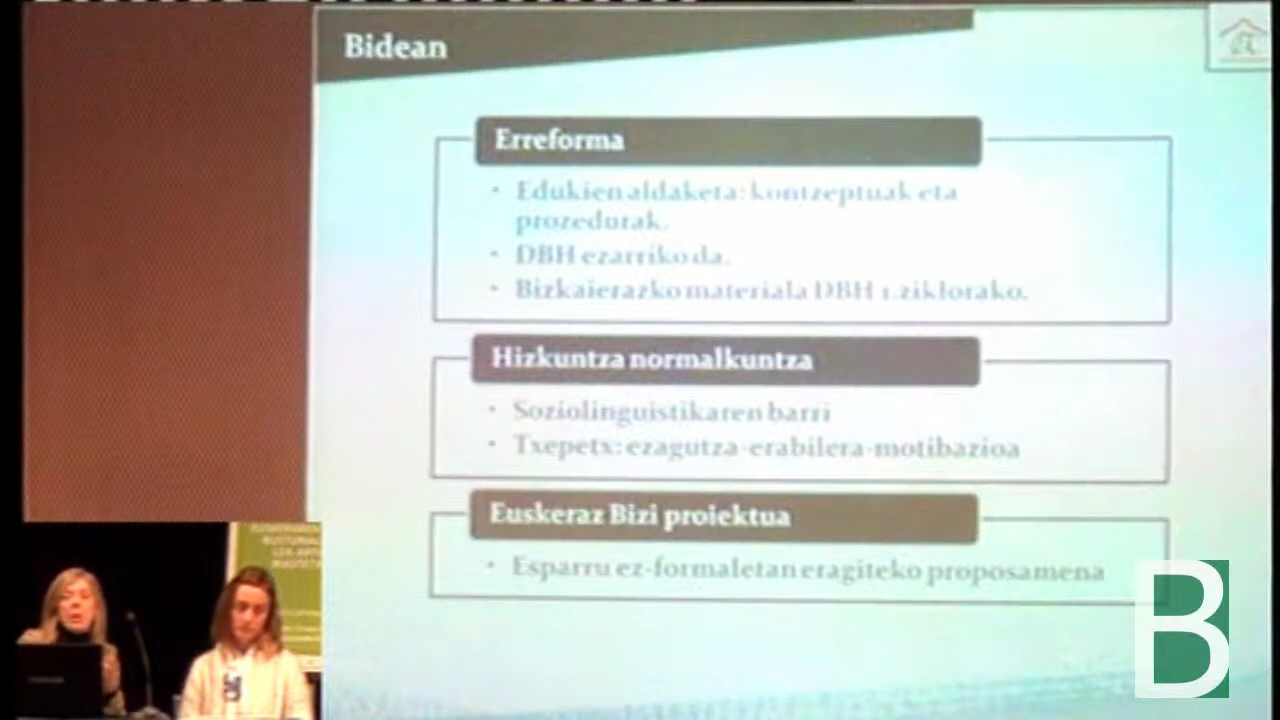 Bidean
Erreforma
• Edukien aldaketa: kontzeptuak eta
prozedurak.
• DBH ezarriko da.
• Bizkaierazko materiala DBH 1. ziklorako.
Hizkuntza normalkuntza
• Soziolinguistikaren barri
• Txepetx: ezagutza-erabilera-motibazioa
Euskeraz Bizi proiektua
• Esparru ez-formaletan eragiteko proposamena
B